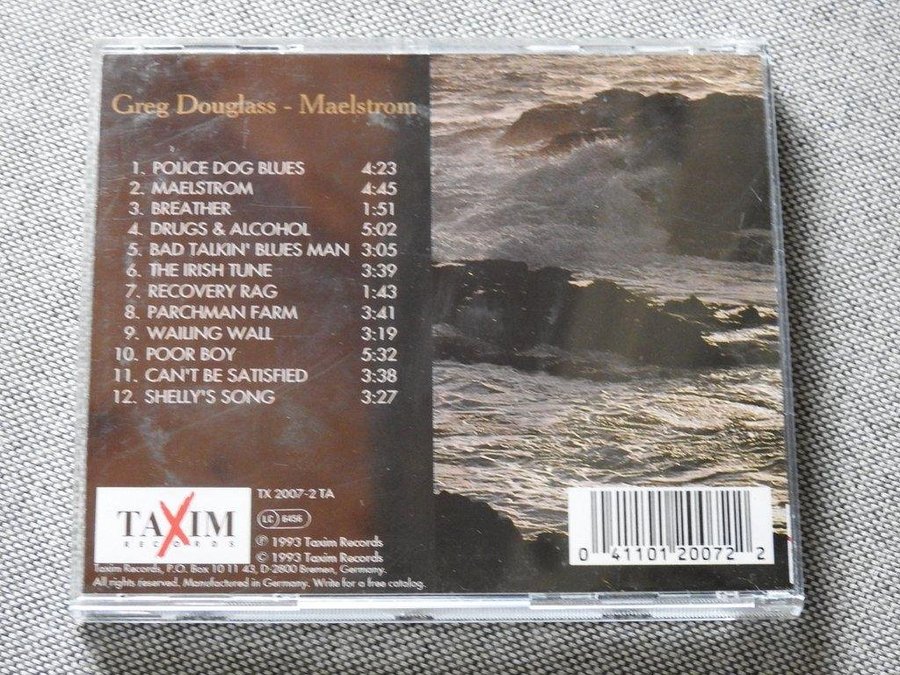 Greg Douglass - Maelstrom
1. POLICE DOG BLUES 4:23
2. MAELSTROM 4:45
3. BREATHER 1:51
4. DRUGS & ALCOHOL 5:02
5. BAD TALKIN' BLUES MAN 3:05
6. THE IRISH TUNE 3:39
7. RECOVERY RAG 1:43
8. PARCHMAN FARM 3:41
9. WAILING WALL 3:19
10. POOR BOY 5:32
11. CAN'T BE SATISFIED 3:38
12. SHELLY'S SONG 3:27
TAXIM
RECORDS
TX 2007-2 TA
LC 6456
℗ 1993 Taxim Records
© 1993 Taxim Records
Taxim Records, P.O. Box 10 11 43, D-2800 Bremen, Germany.
All rights reserved. Manufactured in Germany. Write for a free catalog.
0 41101 20072 2